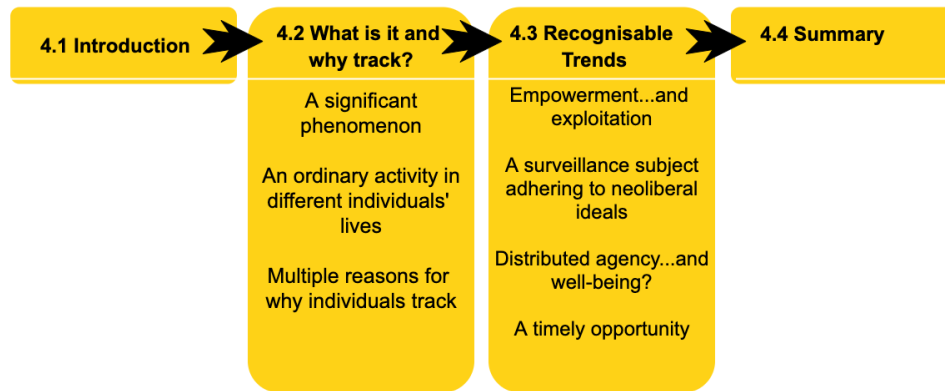 4.1 Introduction
4.2 What is it and
why track?
A significant
phenomenon
An ordinary activity in
different individuals'
lives
Multiple reasons for
why individuals track
4.3 Recognisable
Trends
Empowerment...and
exploitation
A surveillance subject
adhering to neoliberal
ideals
Distributed agency...and
well-being?
A timely opportunity
4.4 Summary